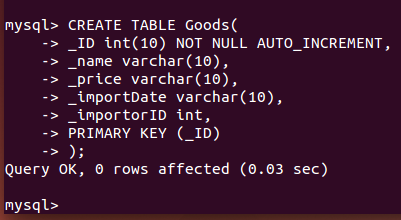 mysql> CREATE TABLE Goods(
    -> _ID int(10) NOT NULL AUTO_INCREMENT,
    -> _name varchar(10),
    -> _price varchar(10),
    -> _importDate varchar(10),
    -> _importorID int,
    -> PRIMARY KEY (_ID)
    -> );
Query OK, 0 rows affected (0.03 sec)
mysql>